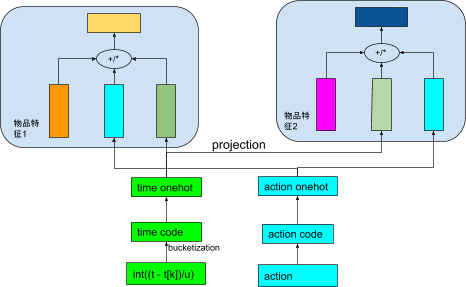 +/*
+/*
物品特
征1
物品特
征2
projection
time onehot
action onehot
time code
action code
bucketization
int((t - t[k])/u)
action